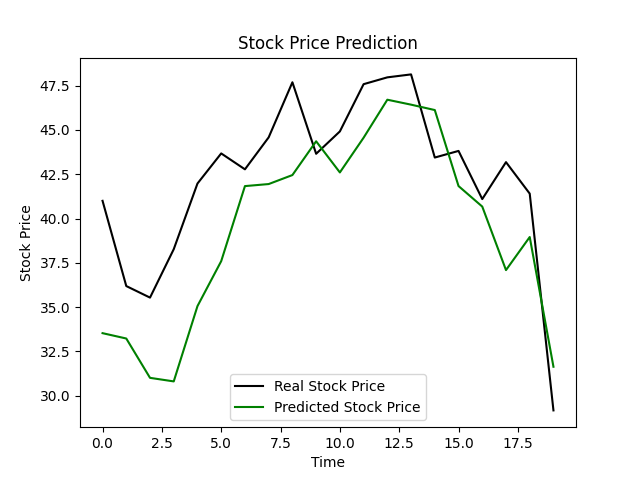 Stock Price Prediction
47.5
45.0
42.5
40.0
37.5
35.0
32.5
30.0
Stock Price
Real Stock Price
Predicted Stock Price
0.0 2.5 5.0 7.5 10.0 12.5 15.0 17.5
Time